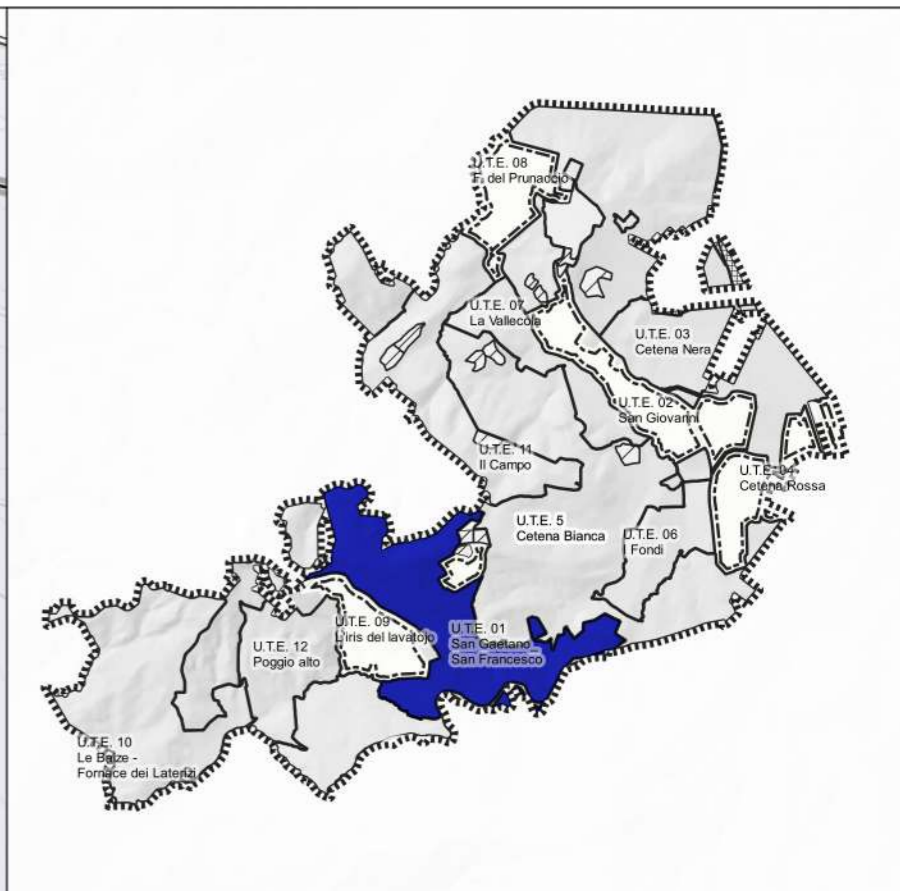 U.T.E. 08
F. del Prunaccio
U.T.E. 07
La Vallecola
U.T.E. 03
Cetena Nera
U.T.E. 02
San Giovanni
U.T.E. 11
Il Campo
U.T.E. 04
Cetena Rossa
U.T.E. 5
Cetena Bianca
U.T.E. 06
I Fondi
U.T.E. 09
L'iris del lavatojo
U.T.E. 01
San Gaetano
San Francesco
U.T.E. 12
Poggio alto
U.T.E. 10
Le Balze -
Fornace dei Laterizi